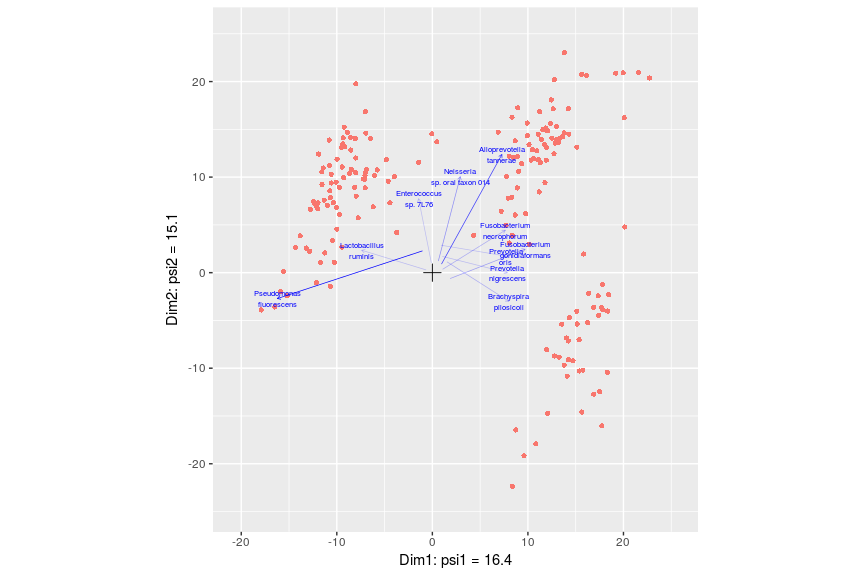 20
10
0
-10
-20
Dim2: psi2 = 15.1
Alloprevotella
tannerae
Neisseria
sp. oral taxon 014
Enterococcus
sp. 7L76
Fusobacterium
necrophorum
Lactobacillus
ruminis
Fusobacterium
gonidiaformans
Prevotella
oris
Prevotella
nigrescens
Pseudomonas
fluorescens
Brachyspira
pilosicoli
-20
-10
0
10
20
Dim1: psi1 = 16.4